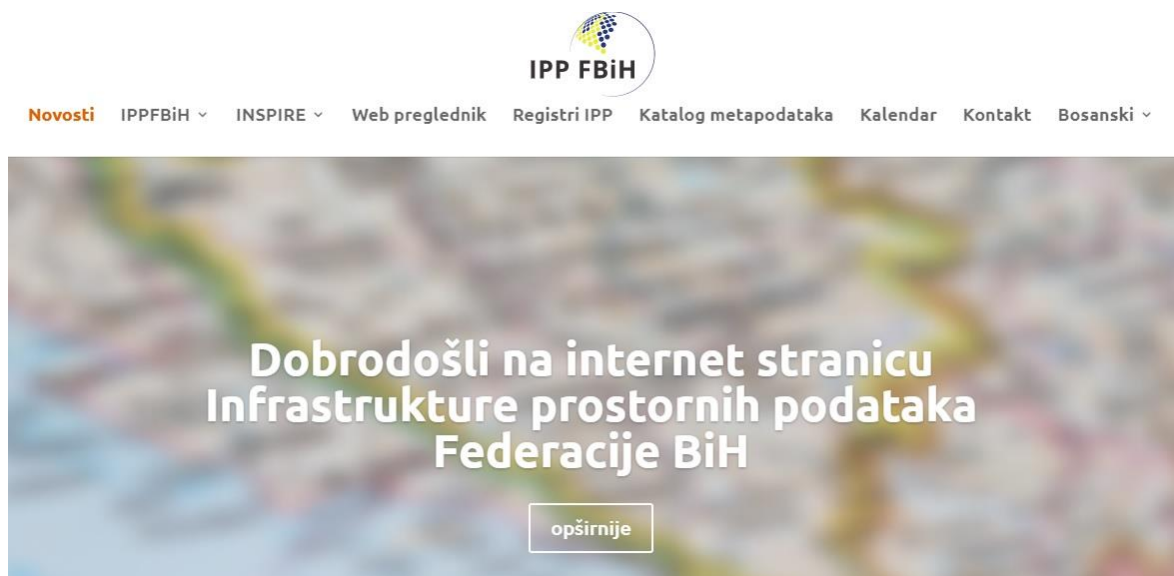 IPP FBiH
Novosti IPPFBiH INSPIRE Web preglednik Registri IPP Katalog metapodataka Kalendar Kontakt Bosanski
Dobrodošli na internet stranicu
Infrastrukture prostornih podataka
Federacije BiH
opširnije